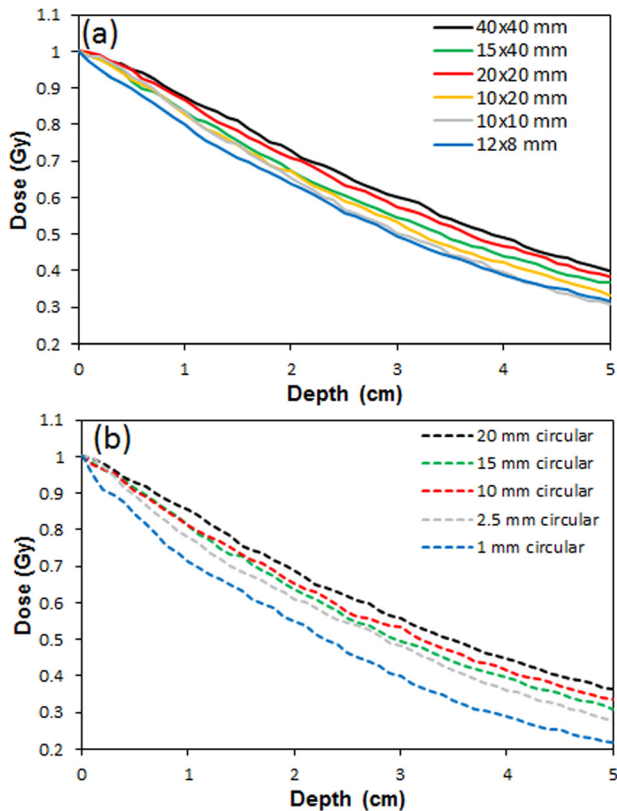 (a)
40x40 mm
15x40 mm
20x20 mm
10x20 mm
10x10 mm
12x8 mm
Dose (Gy)
1.1
1
0.9
0.8
0.7
0.6
0.5
0.4
0.3
0.2
0 1 2 3 4 5
Depth (cm)
(b)
20 mm circular
15 mm circular
10 mm circular
2.5 mm circular
1 mm circular
Dose (Gy)
1.1
1
0.9
0.8
0.7
0.6
0.5
0.4
0.3
0.2
0 1 2 3 4 5
Depth (cm)